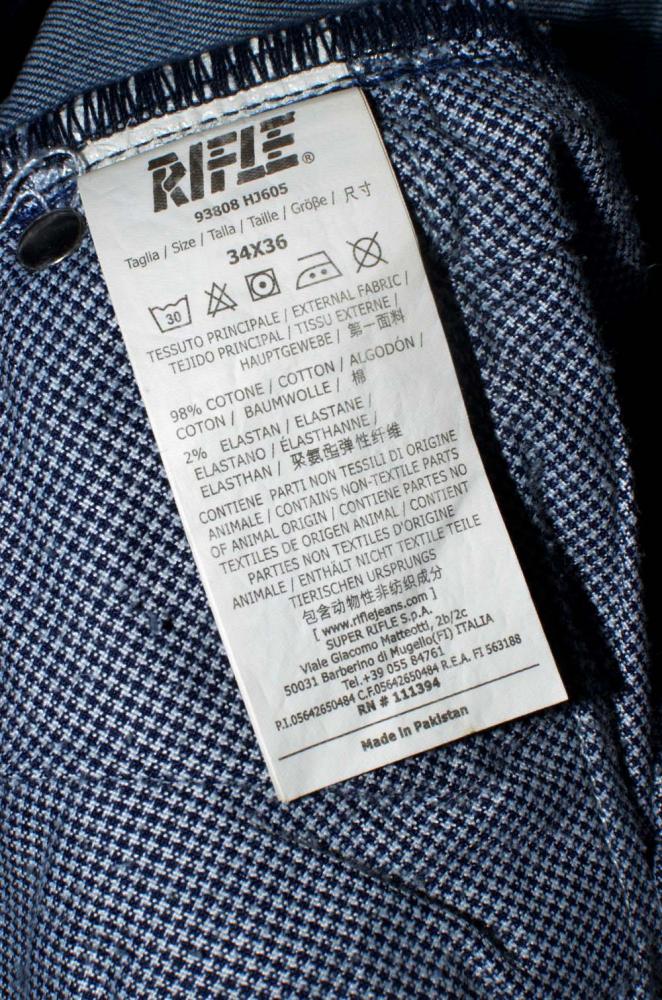 RIFLE®
93808 HJ605
Taglia / Size / Talla / Taille / Größe / 尺寸
34X36
30
TESSUTO PRINCIPALE / EXTERNAL FABRIC /
TEJIDO PRINCIPAL / TISSU EXTERNE /
HAUPTGEWEBE / 第一面料
98% COTONE / COTTON / ALGODÓN /
COTON / BAUMWOLLE / 棉
2% ELASTAN / ELASTANE /
ELASTANO / ÉLASTHANNE /
ELASTHAN / 聚氨酯弹性纤维
CONTIENE PARTI NON TESSILI DI ORIGINE
ANIMALE / CONTAINS NON-TEXTILE PARTS
OF ANIMAL ORIGIN / CONTIENE PARTES NO
TEXTILES DE ORIGEN ANIMAL / CONTIENT
PARTIES NON TEXTILES D'ORIGINE
ANIMALE / ENTHÄLT NICHT TEXTILE TEILE
TIERISCHEN URSPRUNGS
包含动物性非纺织成分
[ www.riflejeans.com ]
SUPER RIFLE S.p.A.
Viale Giacomo Matteotti, 2b/2c
50031 Barberino di Mugello(FI) ITALIA
Tel.+39 055 84761
P.I.05642650484 C.F.05642650484 R.E.A. FI 563188
RN # 111394
Made in Pakistan